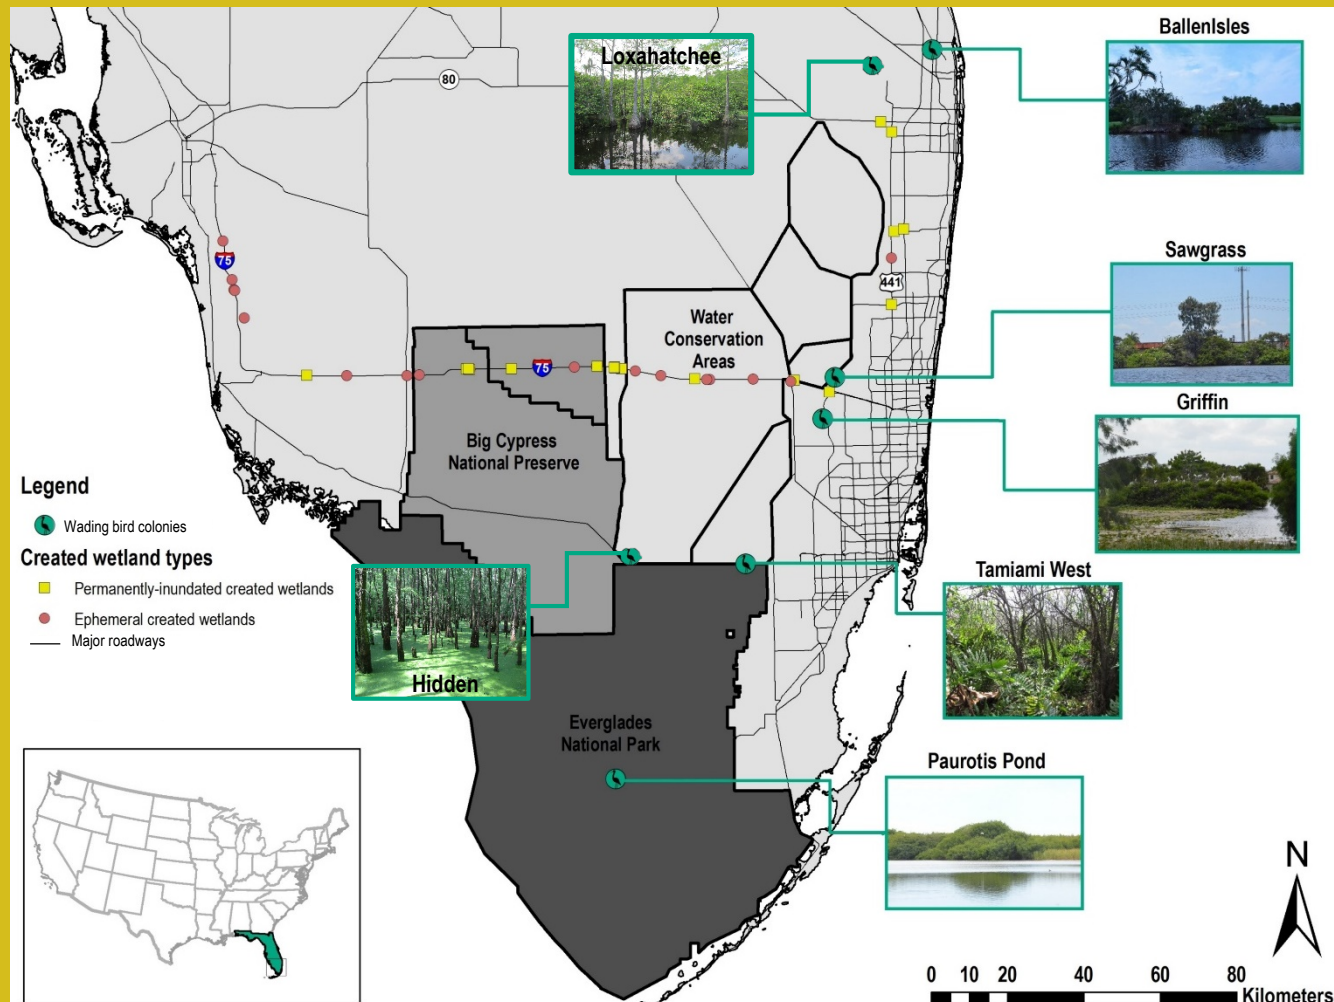 BallenIsles
Loxahatchee
80
Sawgrass
75
441
Water
Conservation
Areas
75
Griffin
Big Cypress
National Preserve
Legend
Wading bird colonies
Created wetland types
Permanently-inundated created wetlands
Ephemeral created wetlands
Major roadways
Tamiami West
Hidden
Everglades
National Park
Paurotis Pond
N
0 10 20 40 60 80
Kilometers